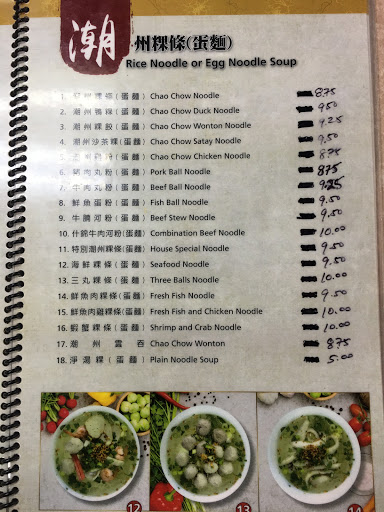 潮州粿條(蛋麵)
Rice Noodle or Egg Noodle Soup
1. 潮州粿條(蛋麵) Chao Chow Noodle 8.75
2. 潮州鴨粿(蛋麵) Chao Chow Duck Noodle 9.50
3. 潮州粿餃(蛋麵) Chao Chow Wonton Noodle 9.25
4. 潮州沙茶粿(蛋麵) Chao Chow Satay Noodle 9.50
5. (蛋麵) Chao Chow Chicken Noodle 8.75
6. 豬肉丸粉(蛋麵) Pork Ball Noodle 8.75
7. 牛肉丸粉(蛋麵) Beef Ball Noodle 9.25
8. 鮮魚蛋粉(蛋麵) Fish Ball Noodle 9.50
9. 牛腩河粉(蛋麵) Beef Stew Noodle 9.50
10. 什錦牛肉河粉(蛋麵) Combination Beef Noodle 10.00
11. 特別潮州粿條(蛋麵) House Special Noodle 9.50
12. 海鮮粿條(蛋麵) Seafood Noodle 9.50
13. 三丸粿條(蛋麵) Three Balls Noodle 10.00
14. 鮮魚肉粿條(蛋麵) Fresh Fish Noodle 9.50
15. 鮮魚肉雞粿條(蛋麵) Fresh Fish and Chicken Noodle 10.00
16. 蝦蟹粿條(蛋麵) Shrimp and Crab Noodle 10.00
17. 潮州雲吞 Chao Chow Wonton 8.75
18. 淨湯粿(蛋麵) Plain Noodle Soup 5.00
12 13 14